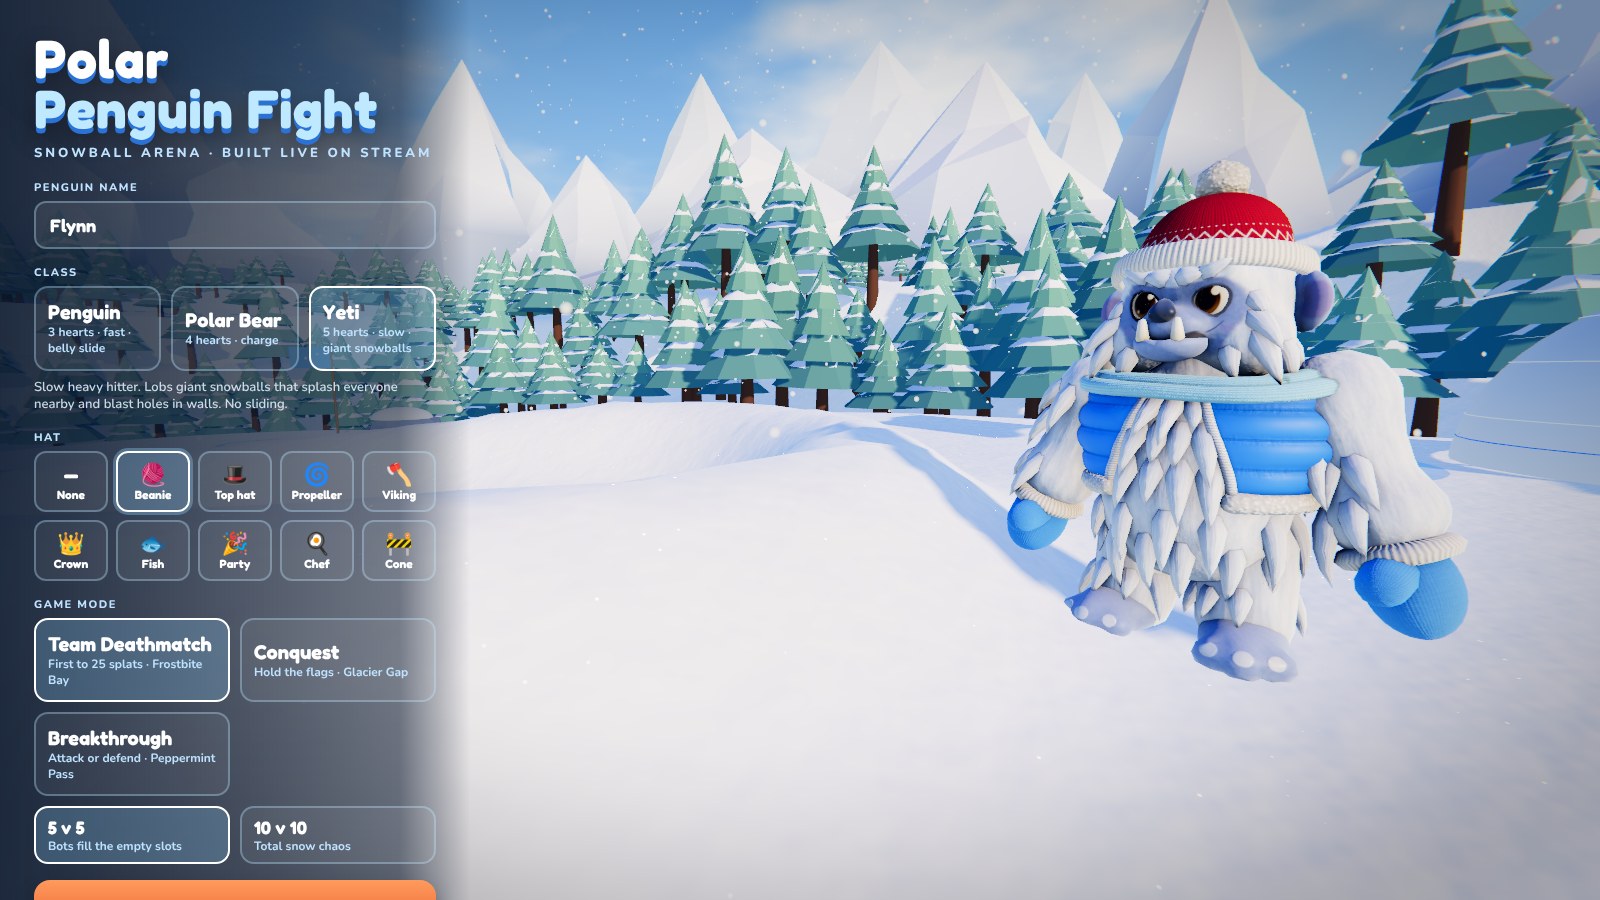 Polar
Penguin Fight
SNOWBALL ARENA · BUILT LIVE ON STREAM
PENGUIN NAME
Flynn
CLASS
Penguin
3 hearts · fast ·
belly slide
Polar Bear
4 hearts · charge
Yeti
5 hearts · slow ·
giant snowballs
Slow heavy hitter. Lobs giant snowballs that splash everyone
nearby and blast holes in walls. No sliding.
HAT
None
Beanie
Top hat
Propeller
Viking
Crown
Fish
Party
Chef
Cone
GAME MODE
Team Deathmatch
First to 25 splats · Frostbite
Bay
Conquest
Hold the flags · Glacier Gap
Breakthrough
Attack or defend · Peppermint
Pass
5 v 5
Bots fill the empty slots
10 v 10
Total snow chaos